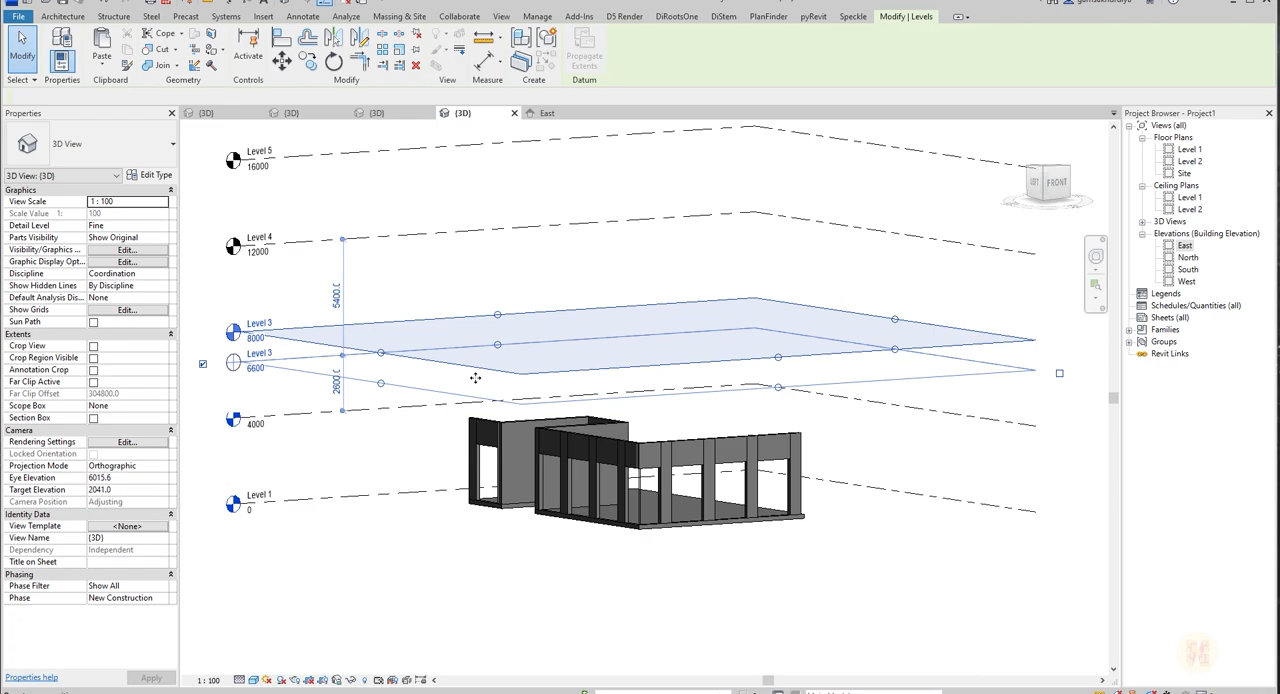 File Architecture Structure Steel Precast Systems Insert Annotate Analyze Massing & Site Collaborate View Manage Add-Ins D5 Render DiRootsOne DiStem PlanFinder pyRevit Speckle Modify | Levels
Modify Properties Paste Cope Cut Join Activate Propagate Extents
Select Properties Clipboard Geometry Controls Modify View Measure Create Datum
Properties
{3D} {3D} {3D} {3D} East
Project Browser - Project1
3D View
3D View: {3D} Edit Type
Graphics
View Scale 1 : 100
Scale Value 1: 100
Detail Level Fine
Parts Visibility Show Original
Visibility/Graphics ... Edit...
Graphic Display Opt... Edit...
Discipline Coordination
Show Hidden Lines By Discipline
Default Analysis Dis... None
Show Grids Edit...
Sun Path
Extents
Crop View
Crop Region Visible
Annotation Crop
Far Clip Active
Far Clip Offset 304800.0
Scope Box None
Section Box
Camera
Rendering Settings Edit...
Locked Orientation
Projection Mode Orthographic
Eye Elevation 6015.6
Target Elevation 2041.0
Camera Position Adjusting
Identity Data
View Template <None>
View Name {3D}
Dependency Independent
Title on Sheet
Phasing
Phase Filter Show All
Phase New Construction
Properties help Apply
Level 5
16000
Level 4
12000
5400.0
Level 3
8000
Level 3
6600
2600.0
4000
Level 1
0
LEFT FRONT
Views (all)
Floor Plans
Level 1
Level 2
Site
Ceiling Plans
Level 1
Level 2
3D Views
Elevations (Building Elevation)
East
North
South
West
Legends
Schedules/Quantities (all)
Sheets (all)
Families
Groups
Revit Links
1 : 100